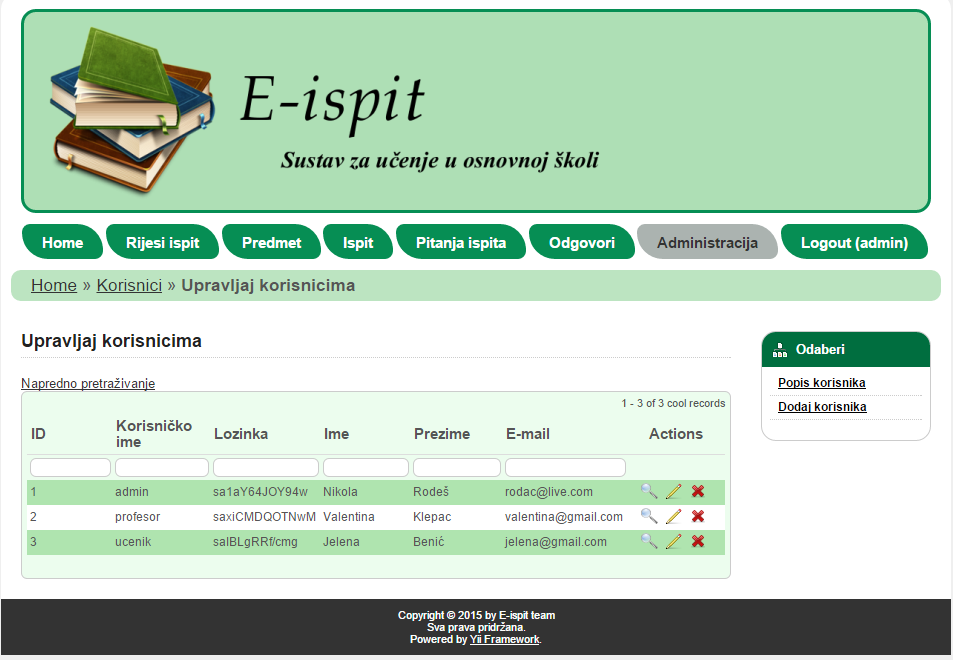 E-ispit
Sustav za učenje u osnovnoj školi
Home Rijesi ispit Predmet Ispit Pitanja ispita Odgovori Administracija Logout (admin)
Home » Korisnici » Upravljaj korisnicima
Upravljaj korisnicima
Napredno pretraživanje
1 - 3 of 3 cool records
ID Korisničko ime Lozinka Ime Prezime E-mail Actions
1 admin sa1aY64JOY94w Nikola Rodeš rodac@live.com
2 profesor saxiCMDQOTNwM Valentina Klepac valentina@gmail.com
3 ucenik salBLgRRf/cmg Jelena Benić jelena@gmail.com
Odaberi
Popis korisnika
Dodaj korisnika
Copyright © 2015 by E-ispit team
Sva prava pridržana.
Powered by Yii Framework.